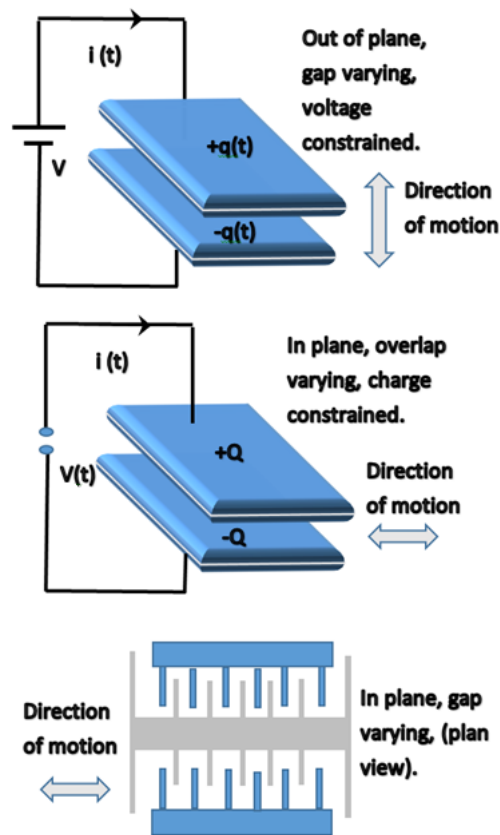 i (t)
Out of plane,
gap varying,
voltage
constrained.
+q(t)
V
-q(t)
Direction
of motion
i (t)
In plane, overlap
varying, charge
constrained.
+Q
V(t)
-Q
Direction
of motion
In plane, gap
varying, (plan
view).
Direction
of motion